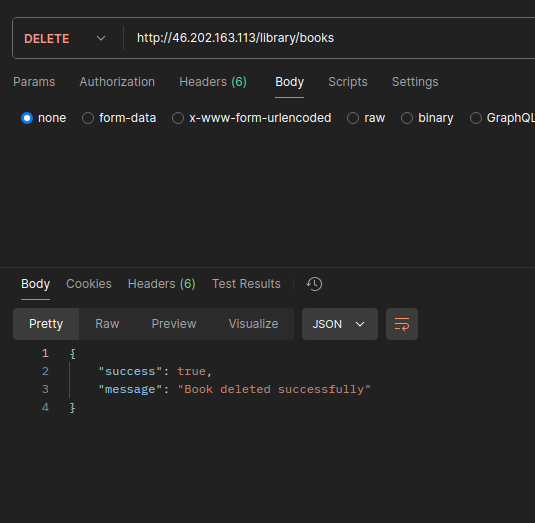 DELETE http://46.202.163.113/library/books
Params Authorization Headers (6) Body Scripts Settings
none form-data x-www-form-urlencoded raw binary GraphQL
Body Cookies Headers (6) Test Results
Pretty Raw Preview Visualize JSON
1 {
2 "success": true,
3 "message": "Book deleted successfully"
4 }